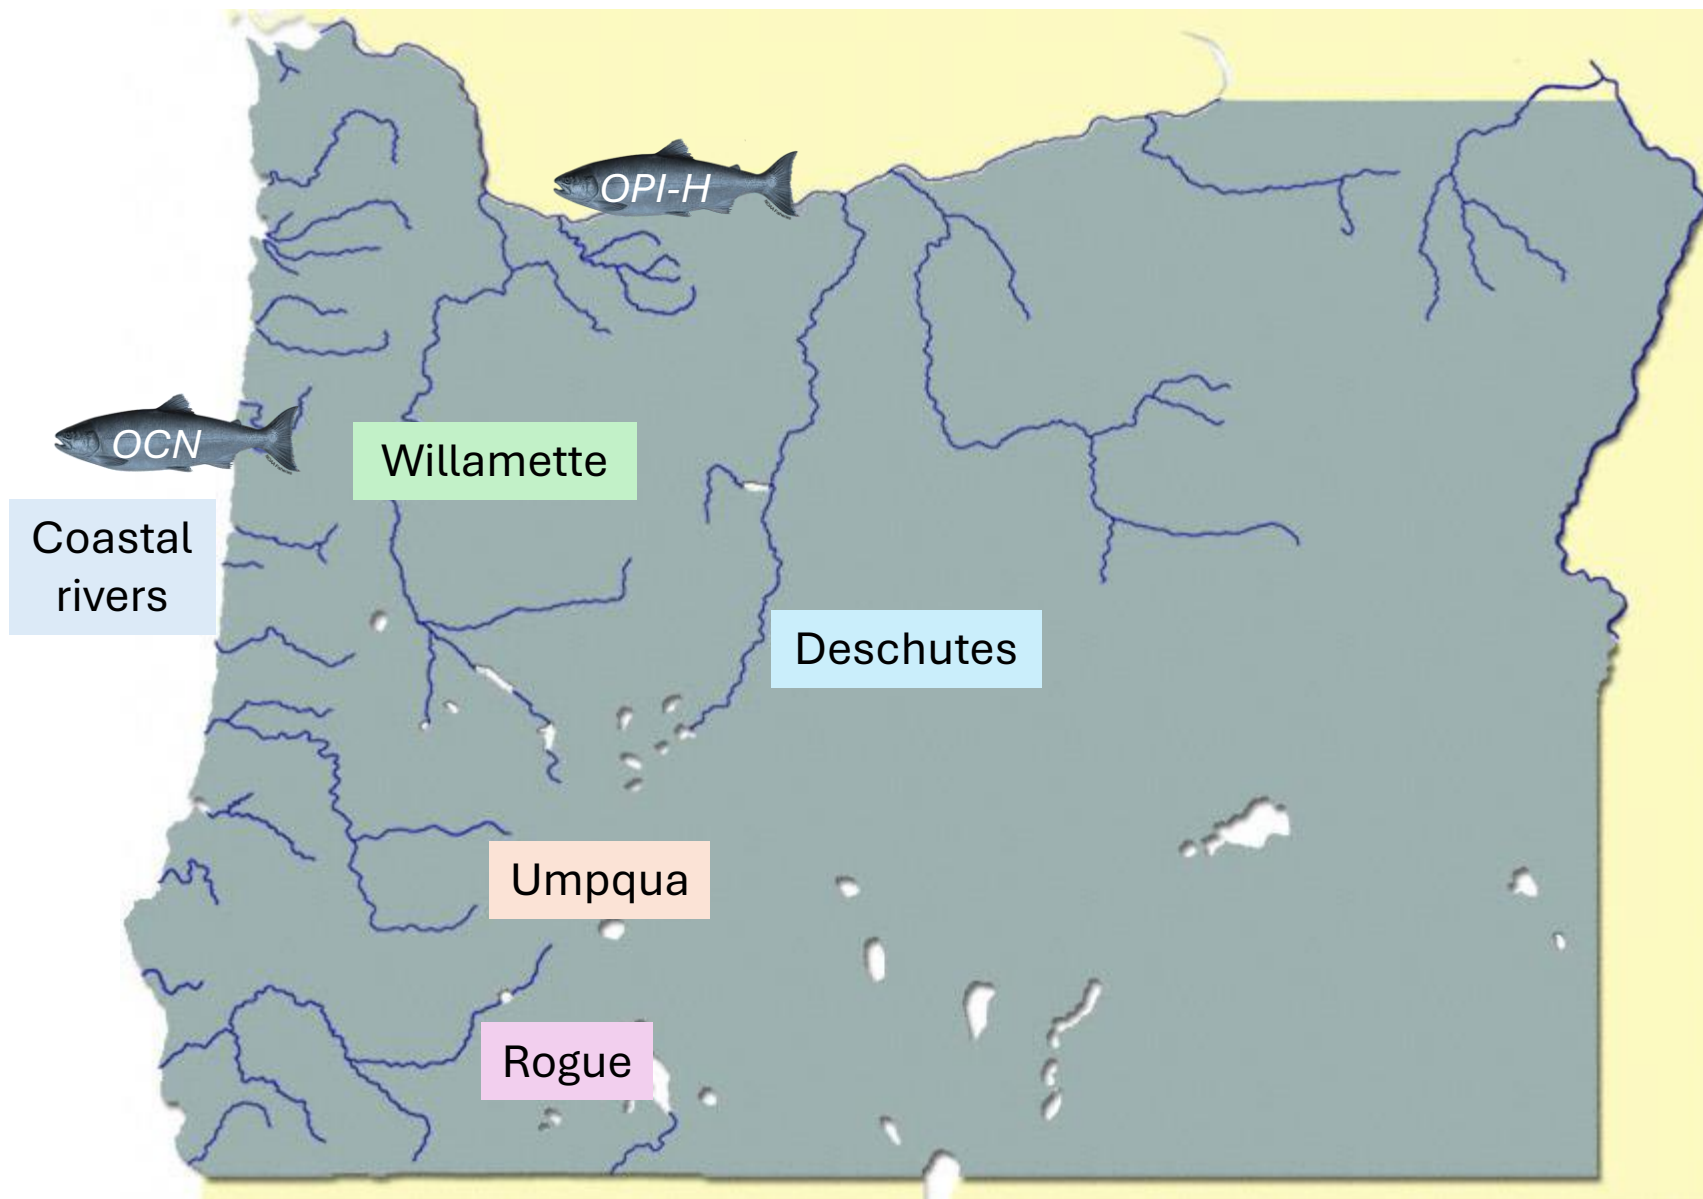 OPI-H
OCN
Willamette
Coastal
rivers
Deschutes
Umpqua
Rogue